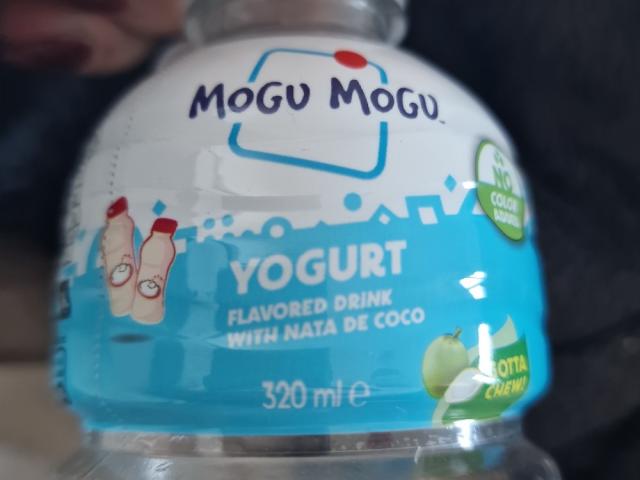 MOGU MOGU
NO
COLOR
ADDED
YOGURT
FLAVORED DRINK
WITH NATA DE COCO
320 ml ℮
GOTTA
CHEW!